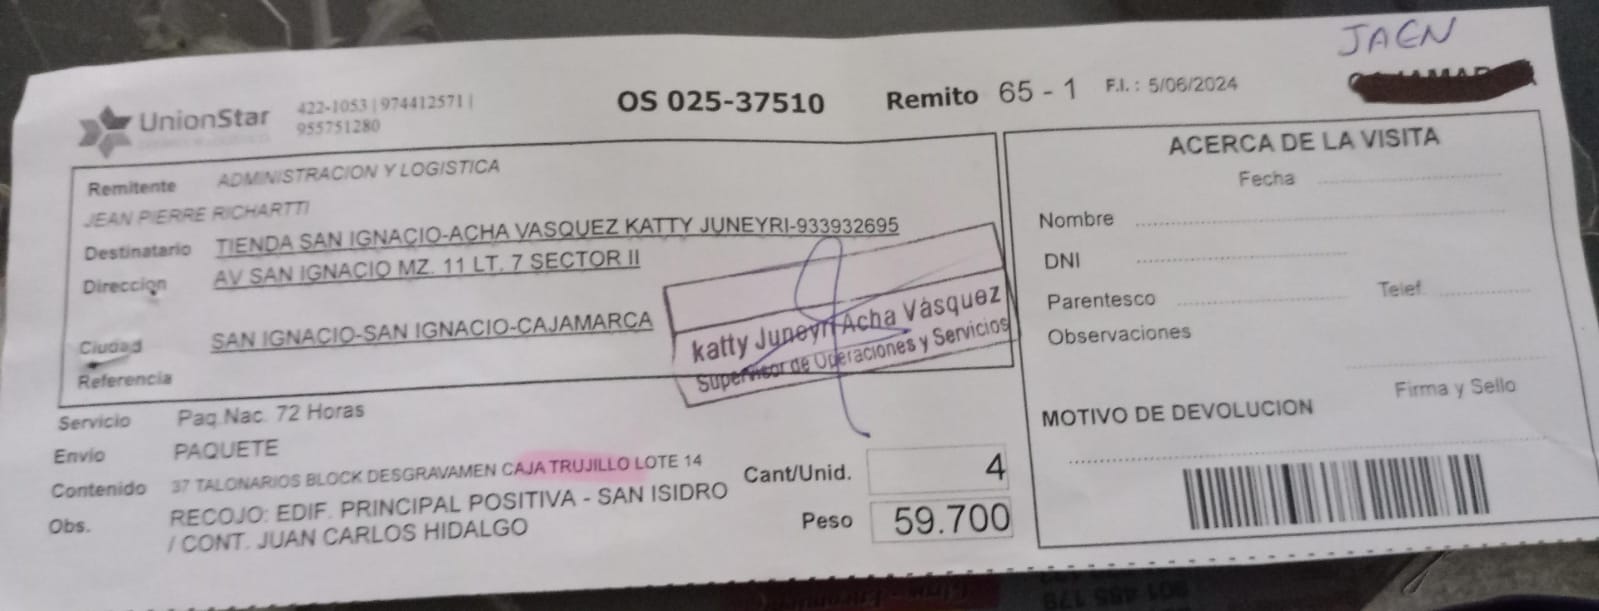 JAEN
UnionStar
422-1053 | 974412571 |
955751280
OS 025-37510
Remito 65 - 1
F.I. : 5/06/2024
Remitente ADMINISTRACION Y LOGISTICA
JEAN PIERRE RICHARTTI
Destinatario TIENDA SAN IGNACIO-ACHA VASQUEZ KATTY JUNEYRI-933932695
Direccion AV SAN IGNACIO MZ. 11 LT. 7 SECTOR II
Ciudad SAN IGNACIO-SAN IGNACIO-CAJAMARCA
Referencia
katty Juneyri Acha Vásquez
Supervisor de Operaciones y Servicios
Servicio Paq.Nac. 72 Horas
Envio PAQUETE
Contenido 37 TALONARIOS BLOCK DESGRAVAMEN CAJA TRUJILLO LOTE 14
Obs. RECOJO: EDIF. PRINCIPAL POSITIVA - SAN ISIDRO
/ CONT. JUAN CARLOS HIDALGO
Cant/Unid. 4
Peso 59.700
ACERCA DE LA VISITA
Fecha
Nombre
DNI
Parentesco Telef.
Observaciones
Firma y Sello
MOTIVO DE DEVOLUCION